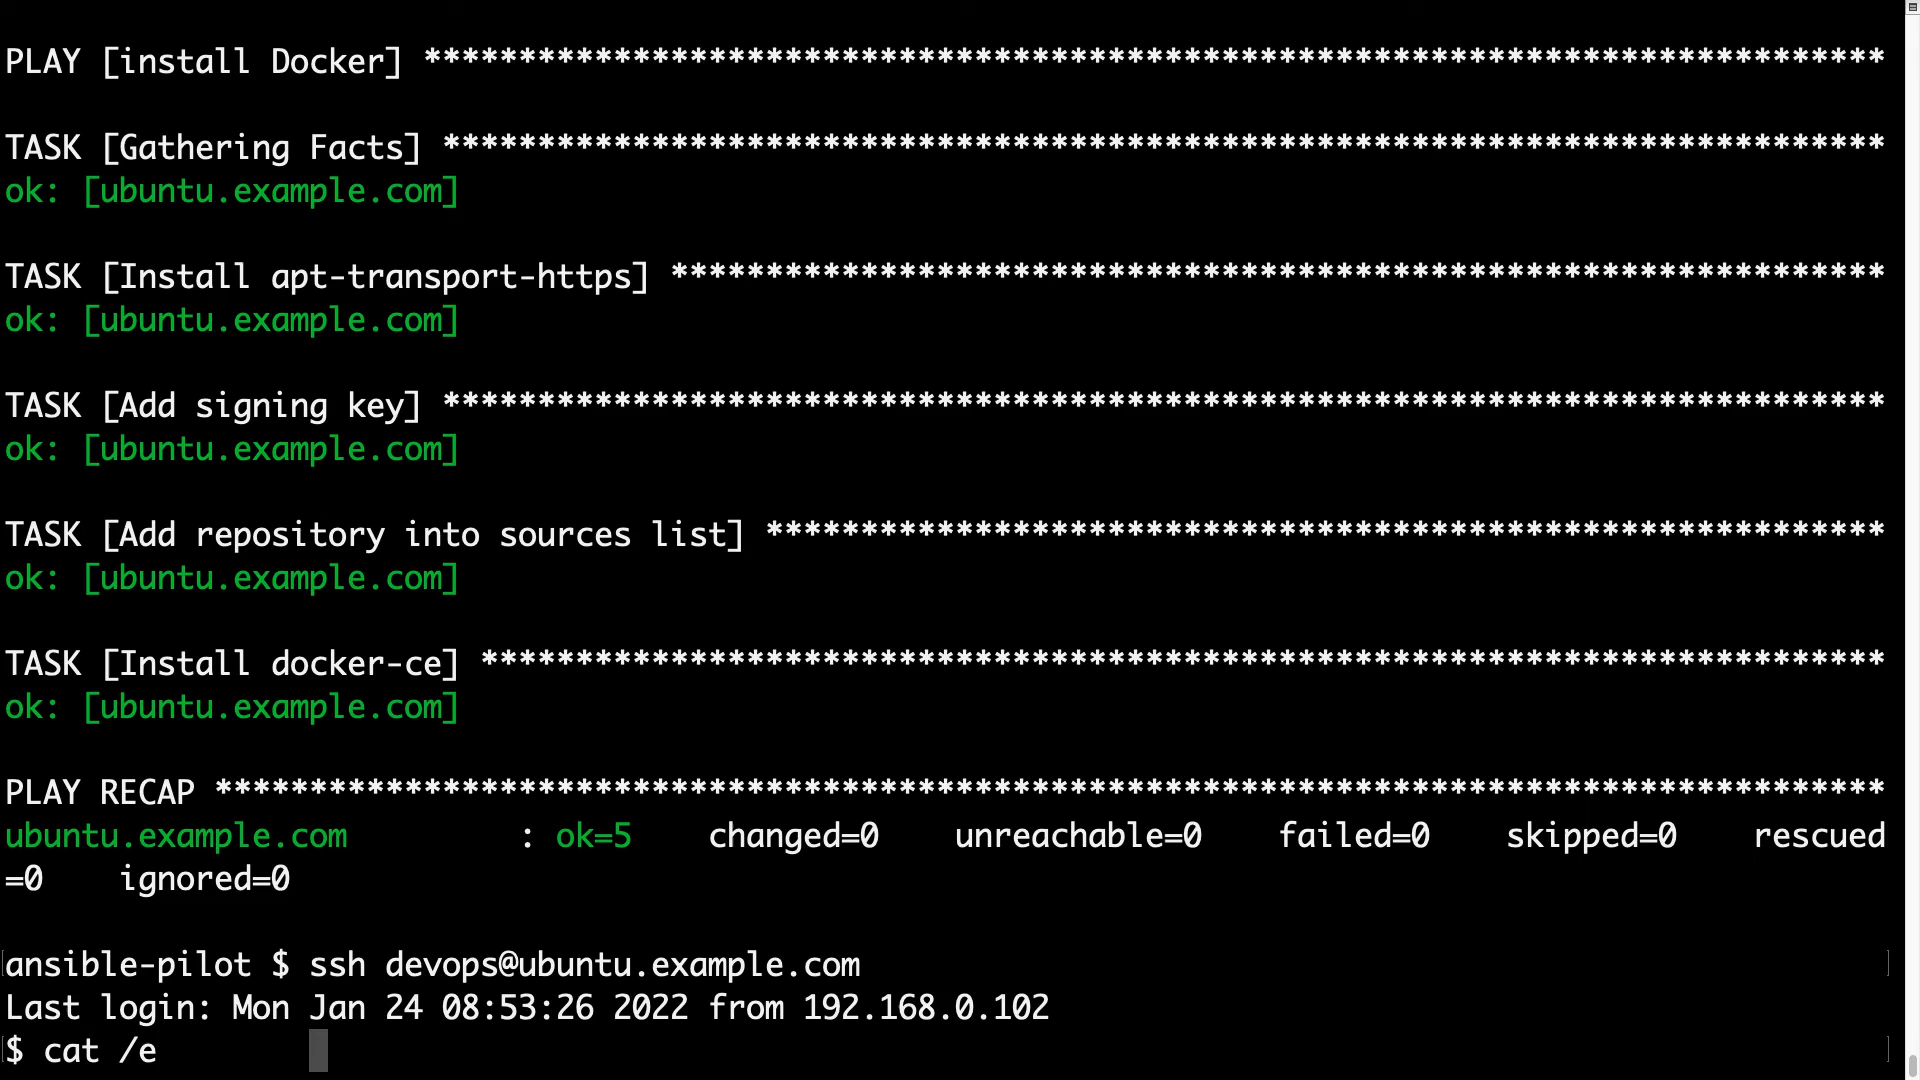 PLAY [install Docker] *****************************************************************************
TASK [Gathering Facts] ****************************************************************************
ok: [ubuntu.example.com]
TASK [Install apt-transport-https] ****************************************************************
ok: [ubuntu.example.com]
TASK [Add signing key] ****************************************************************************
ok: [ubuntu.example.com]
TASK [Add repository into sources list] ***********************************************************
ok: [ubuntu.example.com]
TASK [Install docker-ce] **************************************************************************
ok: [ubuntu.example.com]
PLAY RECAP ****************************************************************************************
ubuntu.example.com         : ok=5    changed=0    unreachable=0    failed=0    skipped=0    rescued
=0    ignored=0
ansible-pilot $ ssh devops@ubuntu.example.com
Last login: Mon Jan 24 08:53:26 2022 from 192.168.0.102
$ cat /e